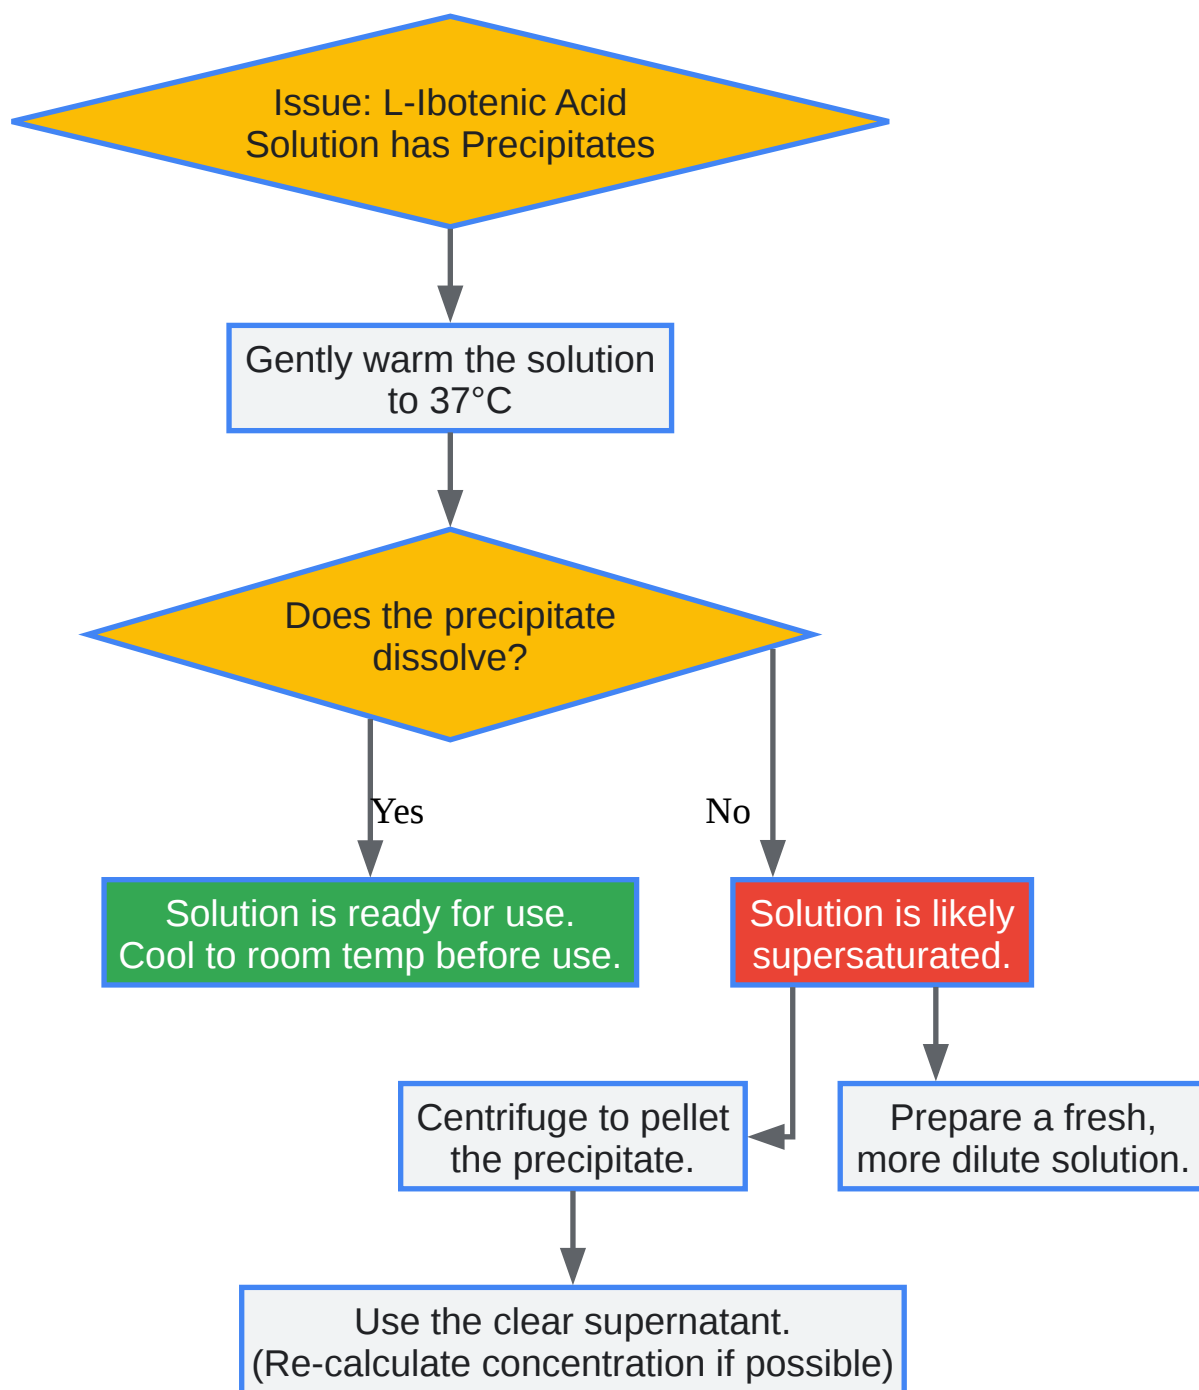 Issue: L-Ibotenic Acid
Solution has Precipitates
Gently warm the solution
to 37°C
Does the precipitate
dissolve?
Yes
No
Solution is ready for use.
Cool to room temp before use.
Solution is likely
supersaturated.
Centrifuge to pellet
the precipitate.
Prepare a fresh,
more dilute solution.
Use the clear supernatant.
(Re-calculate concentration if possible)